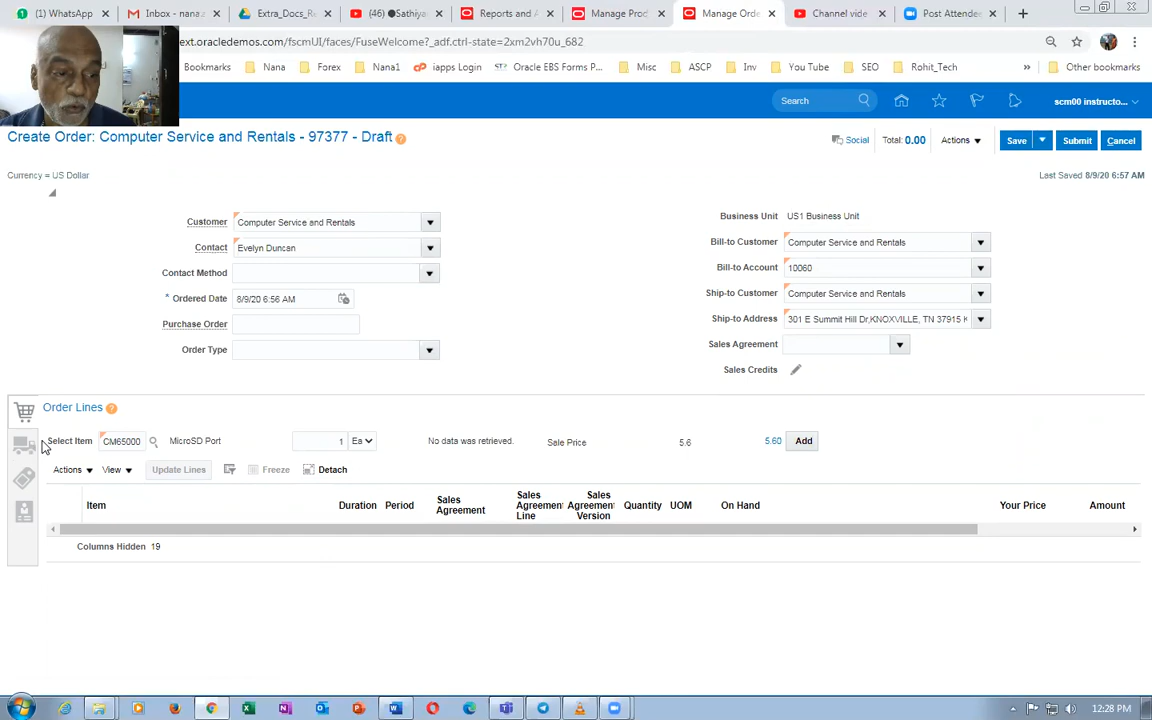 (1) WhatsApp
Inbox - nana2
Extra_Docs_Re
(46) ●Sathiya
Reports and A
Manage Prod
Manage Orde
Channel vide
Post Attendee
ext.oracledemos.com/fscmUI/faces/FuseWelcome?_adf.ctrl-state=2xm2vh70u_682
Bookmarks
Nana
Forex
Nana1
iapps Login
Oracle EBS Forms P...
Misc
ASCP
Inv
You Tube
SEO
Rohit_Tech
»
Other bookmarks
Search
scm00 instructo...
Create Order: Computer Service and Rentals - 97377 - Draft
Social
Total: 0.00
Actions
Save
Submit
Cancel
Currency = US Dollar
Last Saved 8/9/20 6:57 AM
Customer Computer Service and Rentals
Contact Evelyn Duncan
Contact Method
* Ordered Date 8/9/20 6:56 AM
Purchase Order
Order Type
Business Unit US1 Business Unit
Bill-to Customer Computer Service and Rentals
Bill-to Account 10060
Ship-to Customer Computer Service and Rentals
Ship-to Address 301 E Summit Hill Dr,KNOXVILLE, TN 37915 K
Sales Agreement
Sales Credits
Order Lines
Select Item CM65000 MicroSD Port 1 Ea No data was retrieved. Sale Price 5.6 5.60 Add
Actions View Update Lines Freeze Detach
Item Duration Period Sales Agreement Sales Agreement Line Sales Agreement Version Quantity UOM On Hand Your Price Amount
Columns Hidden 19
12:28 PM